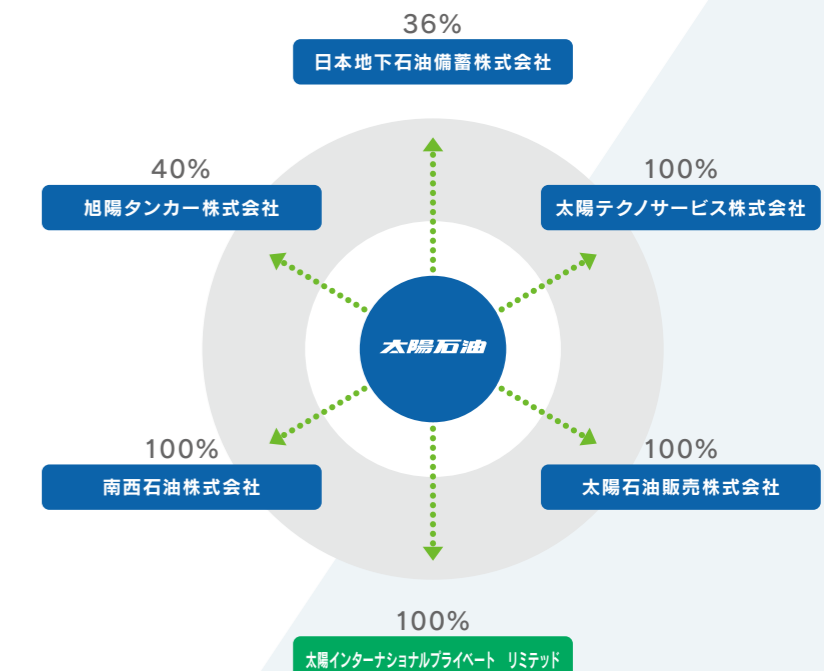 36%
日本地下石油備蓄株式会社
40%
旭陽タンカー株式会社
100%
太陽テクノサービス株式会社
太陽石油
100%
南西石油株式会社
100%
太陽石油販売株式会社
100%
太陽インターナショナルプライベート リミテッド